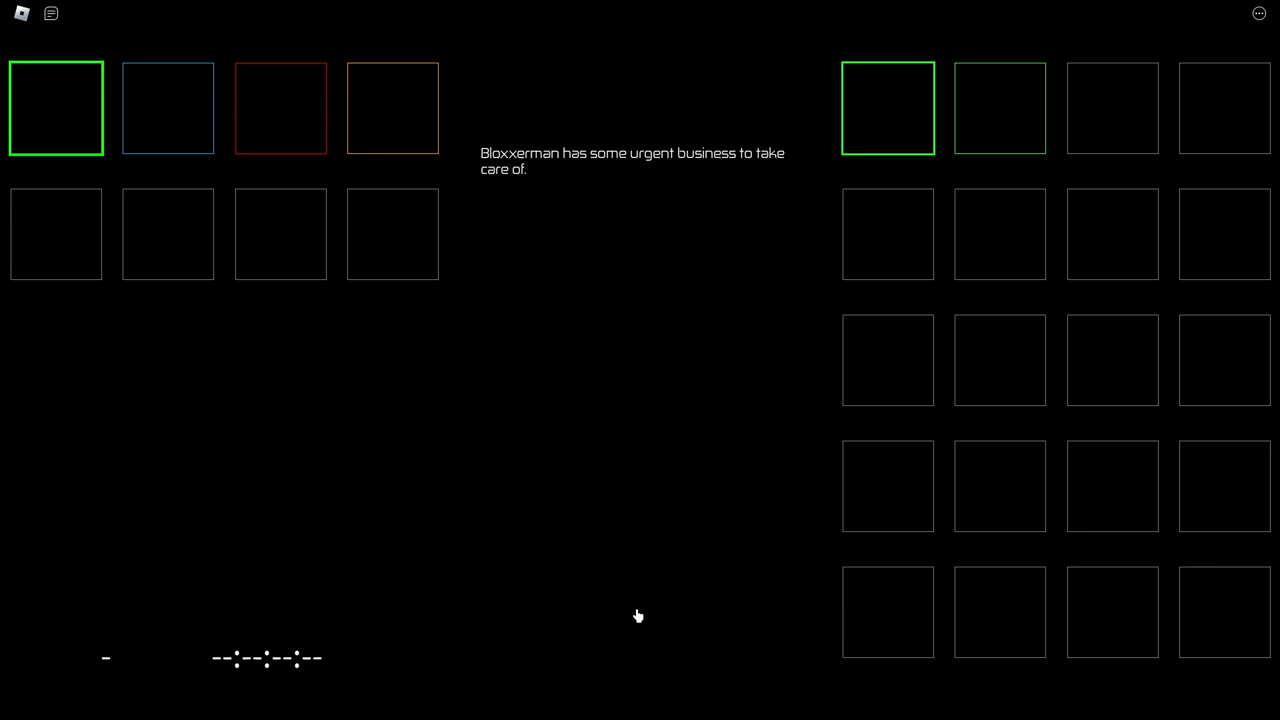 Bloxxerman has some urgent business to take
care of.
- --:--:--:--